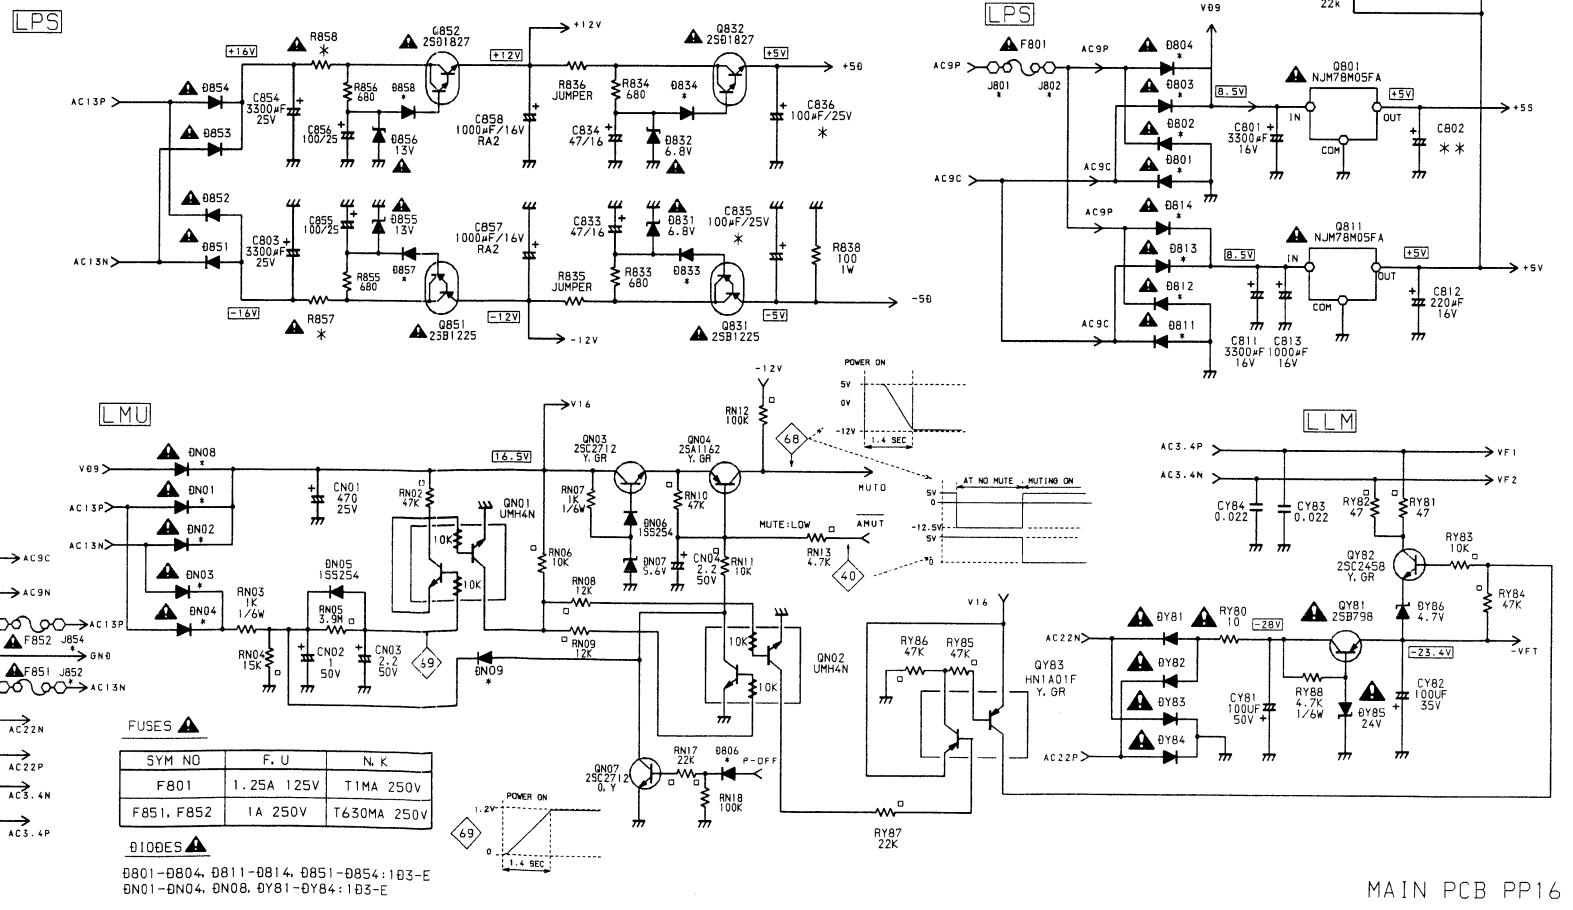 LPS
R858
*
+16V
Q852
2SD1827
+12V
+12V
Q832
2SD1827
+5V
+5D
D854
AC13P
D853
C854
3300µF
25V
R856
680
D858
*
C856
100/25
D856
13V
C858
1000µF/16V
RA2
R836
JUMPER
R834
680
D834
*
C834
47/16
D832
6.8V
C836
100µF/25V
*
D852
D851
AC13N
C803
3300µF
25V
C855
100/25
D855
13V
R855
680
D857
*
C857
1000µF/16V
RA2
R835
JUMPER
C833
47/16
D831
6.8V
R833
680
D833
*
C835
100µF/25V
*
R838
100
1W
-5D
-16V
R857
*
Q851
2SB1225
-12V
-12V
Q831
2SB1225
-5V
LPS
VD9
22k
F801
AC9P
AC9P
J801
*
J802
*
D804
*
D803
*
D802
*
D801
*
AC9C
AC9C
8.5V
Q801
NJM78M05FA
IN
OUT
COM
+5V
+5S
C801
3300µF
16V
C802
**
AC9P
D814
*
D813
*
D812
*
D811
*
AC9C
8.5V
Q811
NJM78M05FA
IN
OUT
COM
+5V
+5V
C811
3300µF
16V
C813
1000µF
16V
C812
220µF
16V
LMU
V16
VD9
DN08
*
AC13P
DN01
*
AC13N
DN02
*
DN03
*
DN04
*
CN01
470
25V
RN02
47K
QN01
UMH4N
10K
10K
16.5V
QN03
2SC2712
Y,GR
QN04
2SA1162
Y,GR
RN12
100K
-12V
68
POWER ON
5V
0V
-12V
1.4 SEC
MUTO
RN07
1K
1/6W
RN10
47K
DN06
1SS254
DN07
5.6V
CN04
2.2
50V
RN11
10K
MUTE:LOW
RN13
4.7K
AMUT
40
AT NO MUTE
MUTING ON
5V
0
-12.5V
5V
0
RN06
10K
RN08
12K
RN09
12K
DN05
1SS254
RN03
1K
1/6W
RN05
3.9M
RN04
15K
CN02
1
50V
CN03
2.2
50V
69
DN09
*
10K
10K
QN02
UMH4N
AC9C
AC9N
AC13P
F852
J854
*
GND
F851
J852
*
AC13N
AC22N
AC22P
AC3.4N
AC3.4P
FUSES
SYM NO
F.U
N.K
F801
1.25A 125V
T1MA 250V
F851, F852
1A 250V
T630MA 250V
DIODES
D801-D804, D811-D814, D851-D854:1D3-E
DN01-DN04, DN08, DY81-DY84:1D3-E
69
POWER ON
1.2V
0
1.4 SEC
QN07
2SC2712
O,Y
RN17
22K
D806
*
P-OFF
RN18
100K
V16
RY86
47K
RY85
47K
QY83
HN1A01F
Y,GR
RY87
22K
LLM
AC3.4P
VF1
AC3.4N
VF2
CY84
0.022
CY83
0.022
RY82
47
RY81
47
QY82
2SC2458
Y,GR
RY83
10K
RY84
47K
DY86
4.7V
AC22N
DY81
DY82
DY83
DY84
AC22P
RY80
10
-28V
QY81
2SB798
-23.4V
-VFT
CY81
100UF
50V
RY88
4.7K
1/6W
DY85
24V
CY82
100UF
35V
MAIN PCB PP16